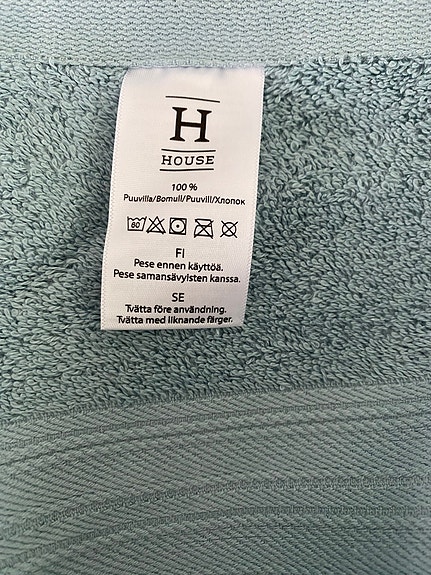 H
HOUSE
100 %
Puuvilla/Bomull/Puuvill/Хлопок
60
FI
Pese ennen käyttöä.
Pese samansävyisten kanssa.
SE
Tvätta före användning.
Tvätta med liknande färger.